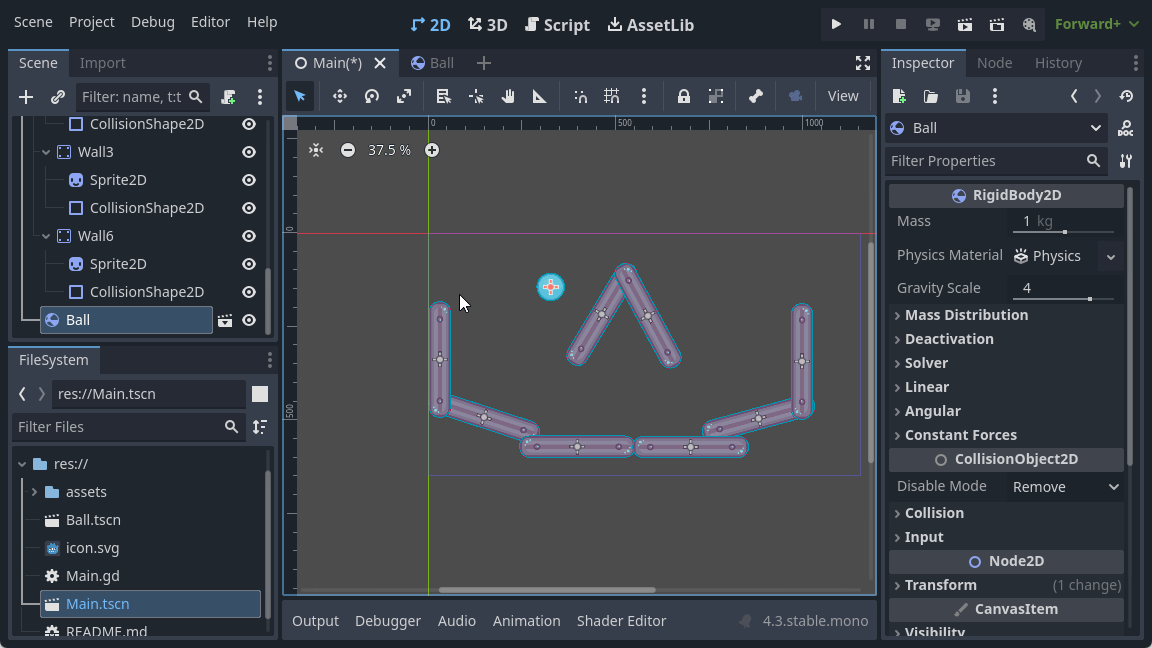 Scene Project Debug Editor Help
2D 3D Script AssetLib
Forward+
Scene Import
Filter: name, t:t
CollisionShape2D
Wall3
Sprite2D
CollisionShape2D
Wall6
Sprite2D
CollisionShape2D
Ball
FileSystem
res://Main.tscn
Filter Files
res://
assets
Ball.tscn
icon.svg
Main.gd
Main.tscn
README.md
Main(*) Ball
View
0 500 1000
37.5 %
0
500
Output Debugger Audio Animation Shader Editor 4.3.stable.mono
Inspector Node History
Ball
DOC
Filter Properties
RigidBody2D
Mass 1 kg
Physics Material Physics
Gravity Scale 4
Mass Distribution
Deactivation
Solver
Linear
Angular
Constant Forces
CollisionObject2D
Disable Mode Remove
Collision
Input
Node2D
Transform (1 change)
CanvasItem
Visibility